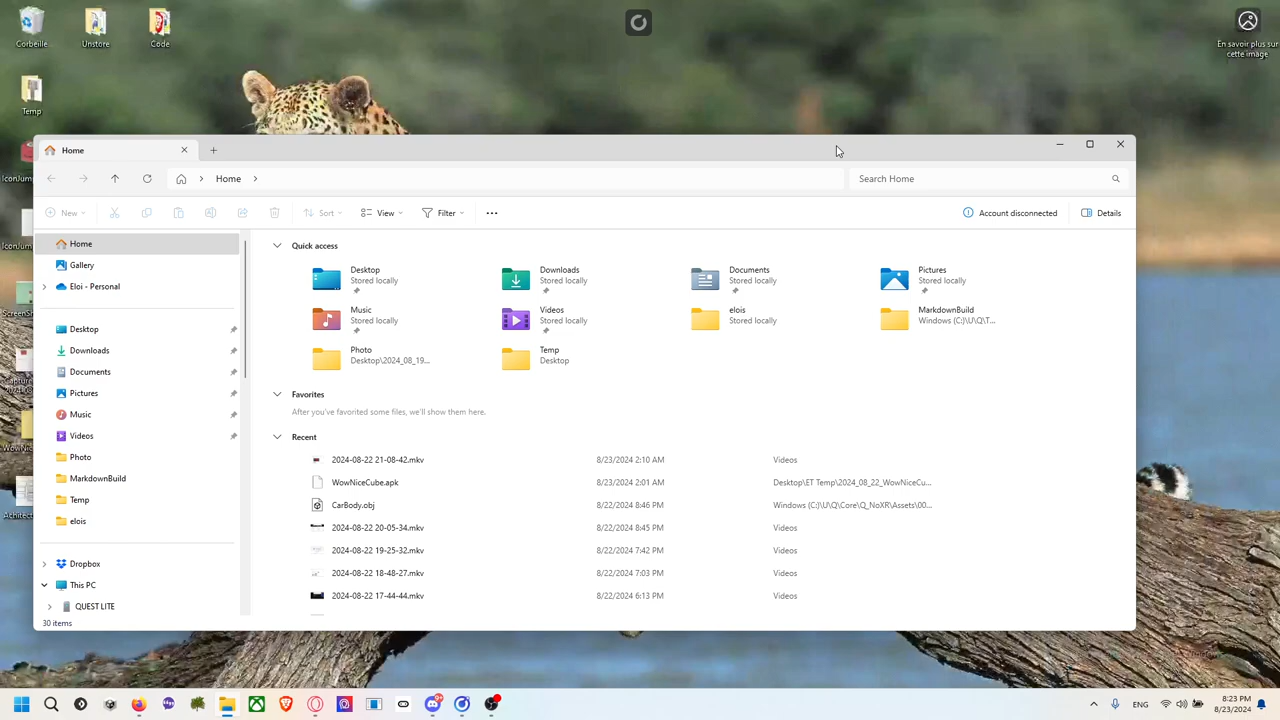 Corbeille
Unstore
Code
En savoir plus sur
cette image
Temp
Home
Home
Search Home
New
Sort
View
Filter
Account disconnected
Details
Home
Gallery
Eloi - Personal
Desktop
Downloads
Documents
Pictures
Music
Videos
Photo
MarkdownBuild
Temp
elois
Dropbox
This PC
QUEST LITE
30 items
Quick access
Desktop
Stored locally
Downloads
Stored locally
Documents
Stored locally
Pictures
Stored locally
Music
Stored locally
Videos
Stored locally
elois
Stored locally
MarkdownBuild
Windows (C:)\U\Q\T...
Photo
Desktop\2024_08_19...
Temp
Desktop
Favorites
After you've favorited some files, we'll show them here.
Recent
2024-08-22 21-08-42.mkv 8/23/2024 2:10 AM Videos
WowNiceCube.apk 8/23/2024 2:01 AM Desktop\ET Temp\2024_08_22_WowNiceCu...
CarBody.obj 8/22/2024 8:46 PM Windows (C:)\U\Q\Core\Q_NoXR\Assets\00...
2024-08-22 20-05-34.mkv 8/22/2024 8:45 PM Videos
2024-08-22 19-25-32.mkv 8/22/2024 7:42 PM Videos
2024-08-22 18-48-27.mkv 8/22/2024 7:03 PM Videos
2024-08-22 17-44-44.mkv 8/22/2024 6:13 PM Videos
IconJum
IconJum
ScreenSh
Capture
WowNic
Achitec
ENG
8:23 PM
8/23/2024